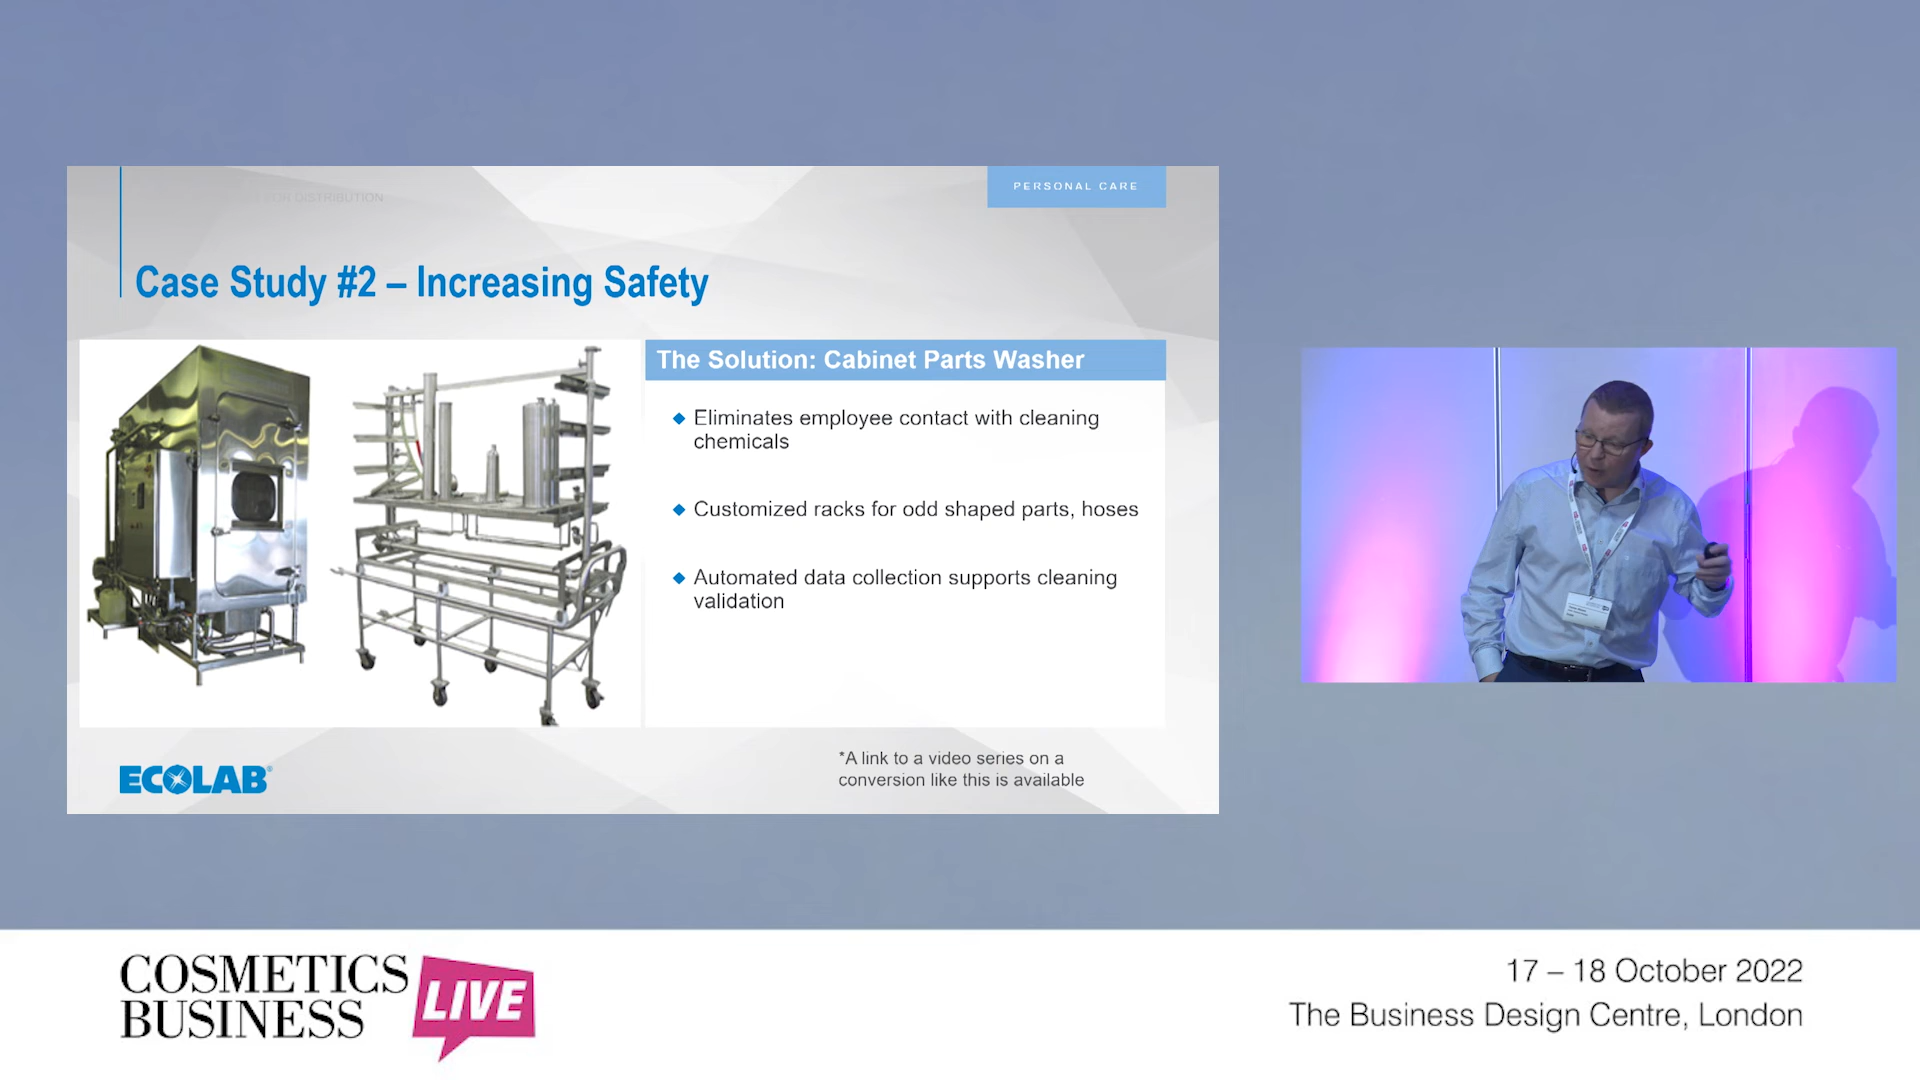 FOR DISTRIBUTION
PERSONAL CARE
Case Study #2 – Increasing Safety
The Solution: Cabinet Parts Washer
Eliminates employee contact with cleaning
chemicals
Customized racks for odd shaped parts, hoses
Automated data collection supports cleaning
validation
*A link to a video series on a
conversion like this is available
ECOLAB®
COSMETICS
BUSINESS
LIVE
17 – 18 October 2022
The Business Design Centre, London